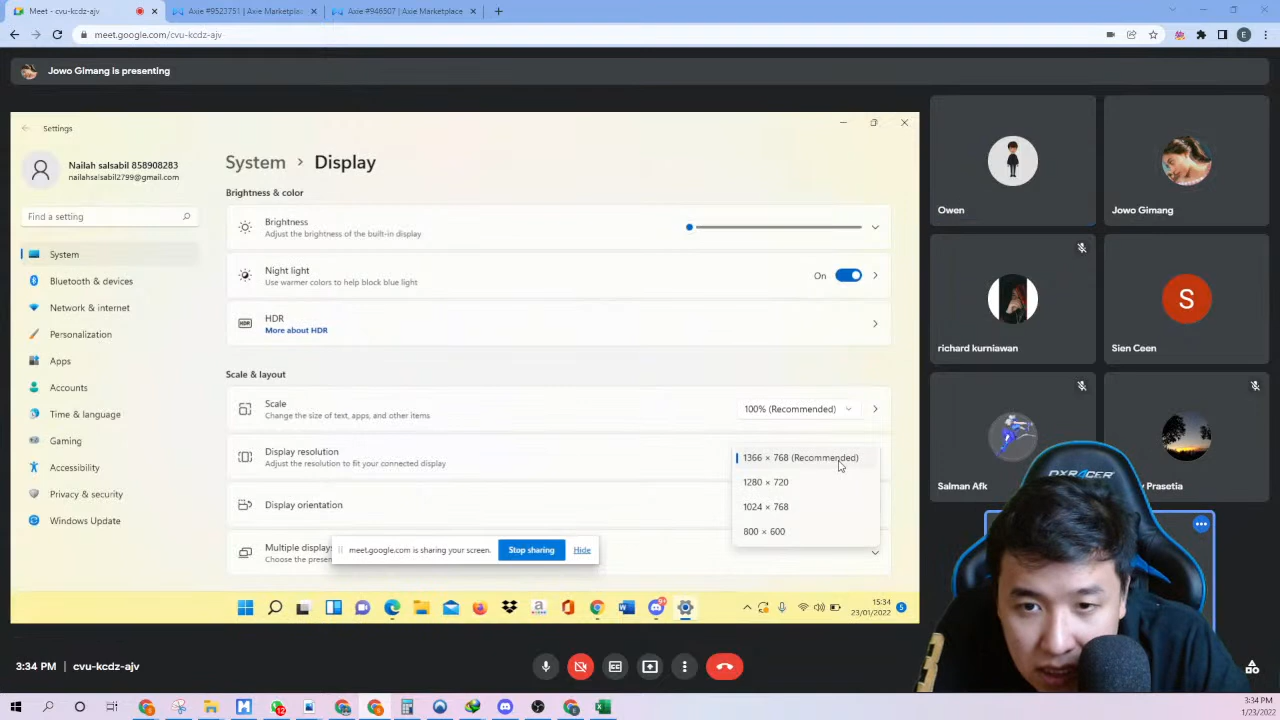 Meet - cvu-kcdz-ajv
Axie #9523751 | Axie Marketplace
Axie #946507 | Axie Marketplace
meet.google.com/cvu-kcdz-ajv
E
Jowo Gimang is presenting
Settings
Nailah salsabil 858908283
nailahsalsabil2799@gmail.com
Find a setting
System
Bluetooth & devices
Network & internet
Personalization
Apps
Accounts
Time & language
Gaming
Accessibility
Privacy & security
Windows Update
System > Display
Brightness & color
Brightness
Adjust the brightness of the built-in display
Night light
Use warmer colors to help block blue light
On
HDR
HDR
More about HDR
Scale & layout
Scale
Change the size of text, apps, and other items
100% (Recommended)
Display resolution
Adjust the resolution to fit your connected display
1366 × 768 (Recommended)
1280 × 720
1024 × 768
800 × 600
Display orientation
Multiple displays
Choose the
meet.google.com is sharing your screen.
Stop sharing
Hide
15:34
23/01/2022
5
Owen
Jowo Gimang
richard kurniawan
S
Sien Ceen
Salman Afk
Prasetia
DXRACER
3:34 PM | cvu-kcdz-ajv
3:34 PM
1/23/2022